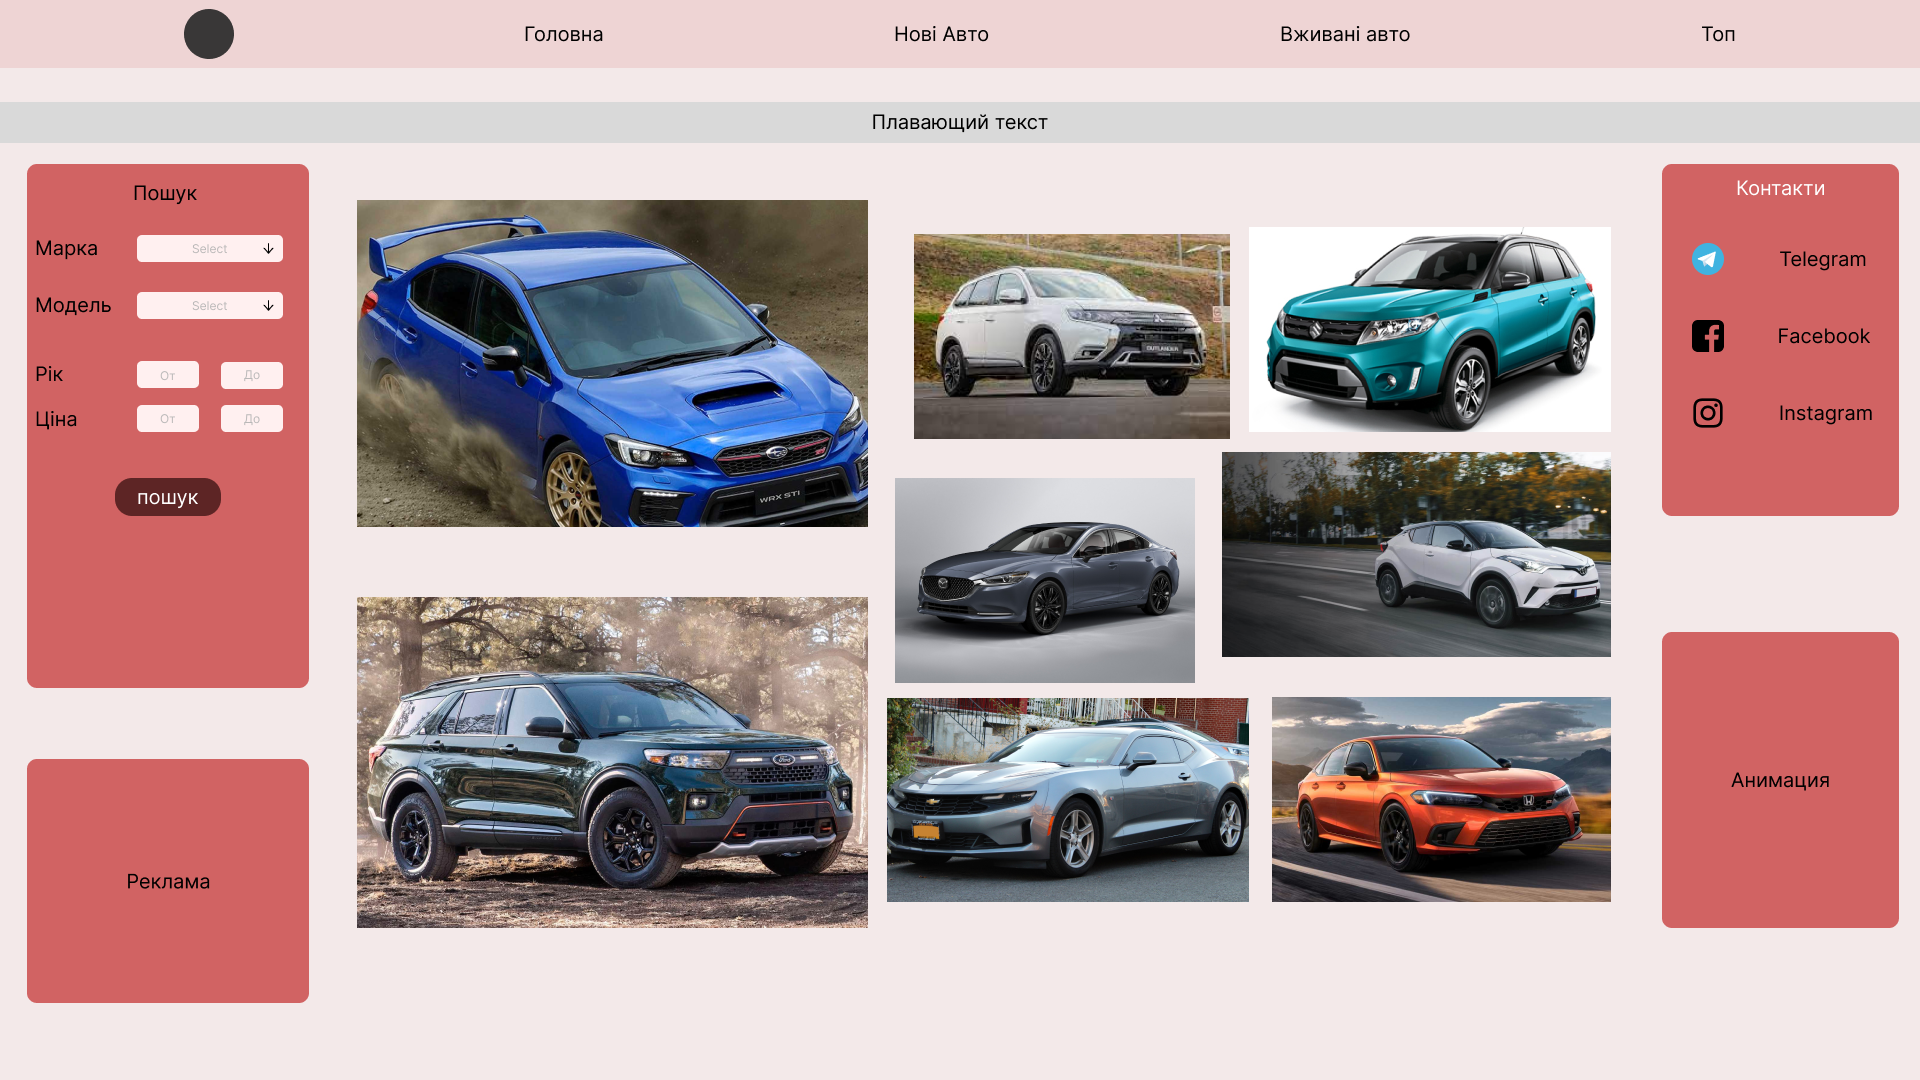 Головна
Нові Авто
Вживані авто
Топ
Плавающий текст
Пошук
Марка
Select
Модель
Select
Рік
От
До
Ціна
От
До
пошук
Реклама
WRX STI
OUTLANDER
Ford
Контакти
Telegram
Facebook
Instagram
Анимация